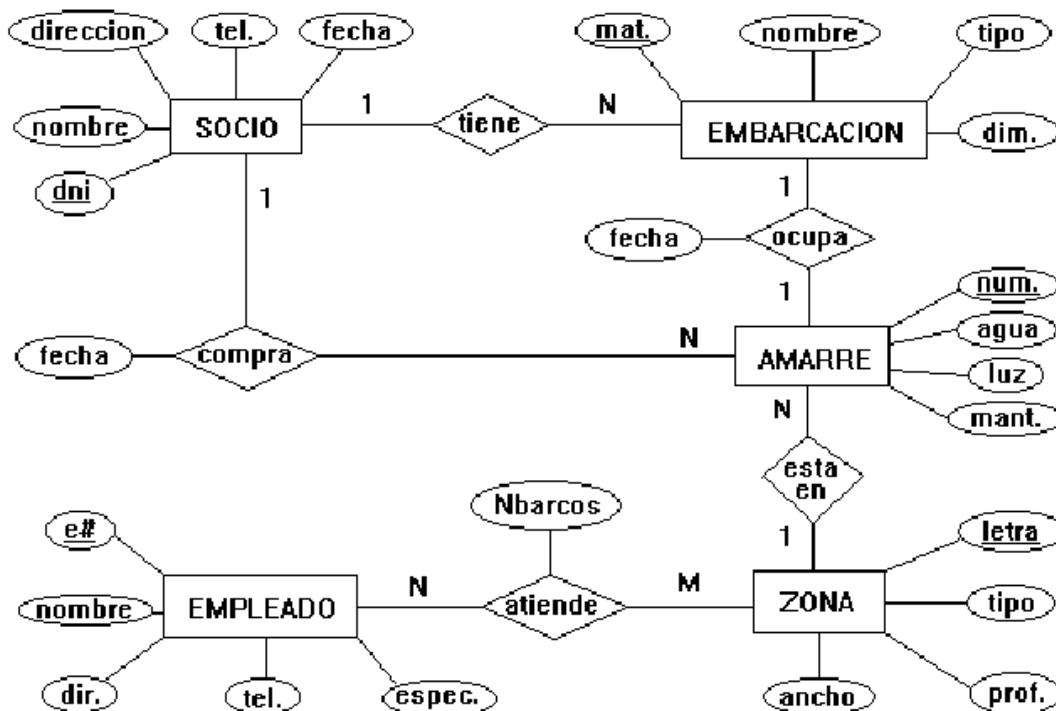 direccion
tel.
fecha
mat.
nombre
tipo
nombre
SOCIO
1
tiene
N
EMBARCACION
dim.
dni
1
1
fecha
ocupa
1
num.
agua
fecha
compra
N
AMARRE
luz
N
mant.
esta
en
Nbarcos
e#
1
letra
nombre
EMPLEADO
N
atiende
M
ZONA
tipo
dir.
tel.
espec.
ancho
prof.